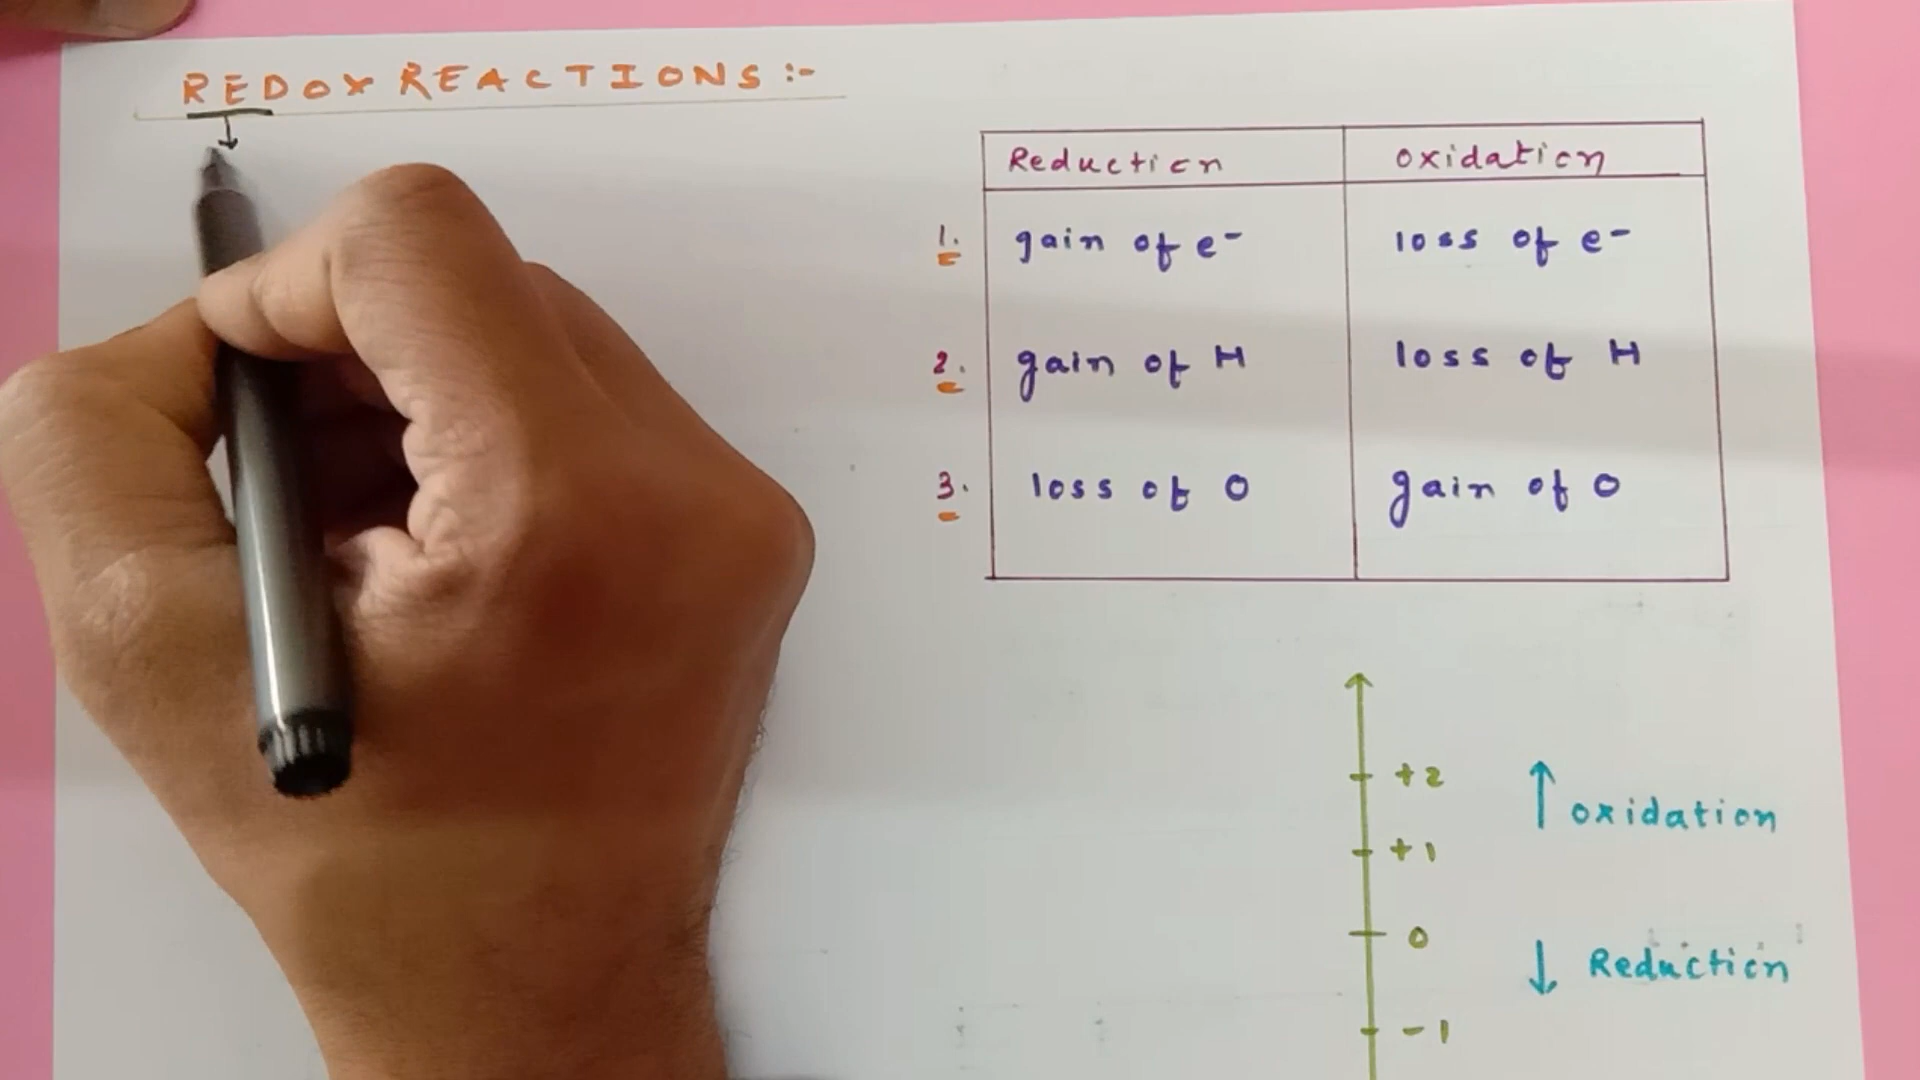 REDOX REACTIONS :-
Reduction oxidation
1. gain of e- loss of e-
2. gain of H loss of H
3. loss of O gain of O
+2
oxidation
+1
0
Reduction
-1